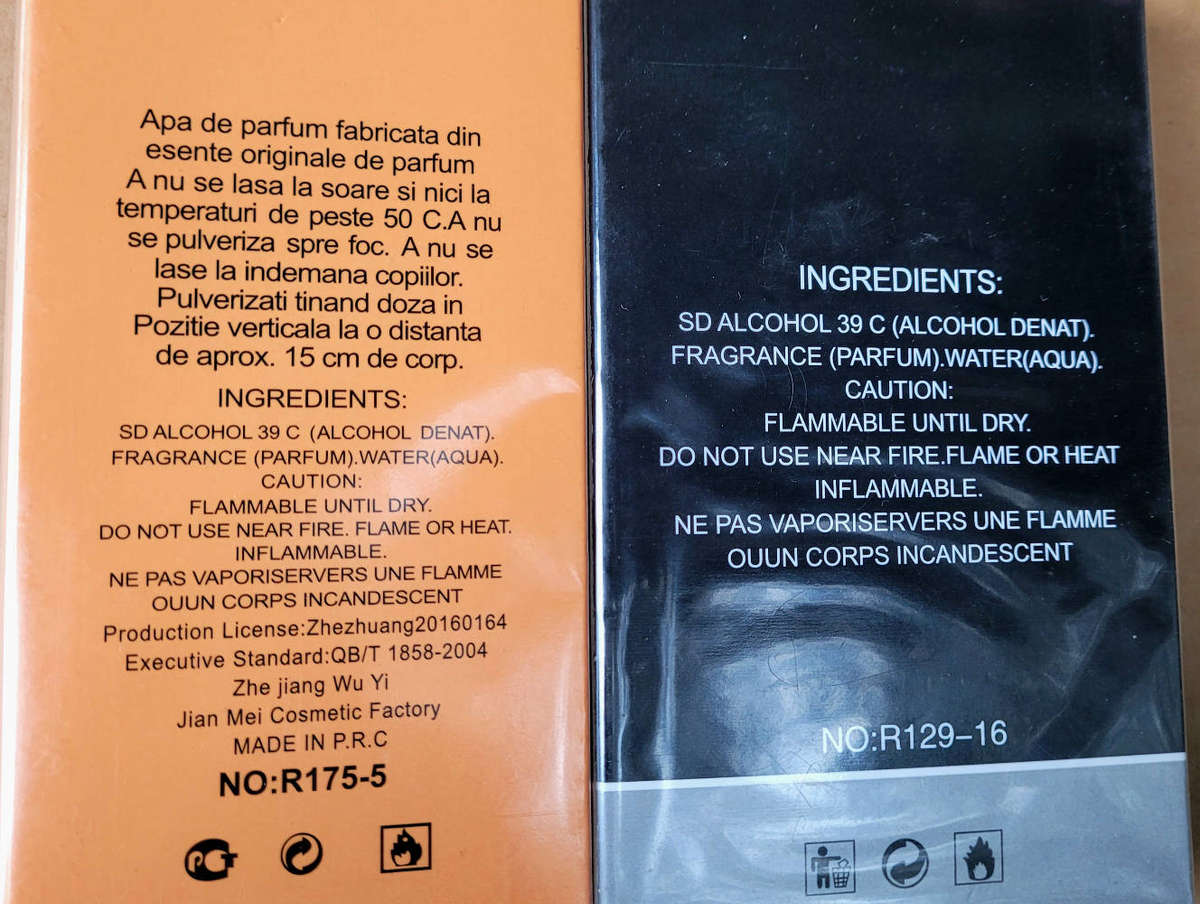 Apa de parfum fabricata din
esente originale de parfum
A nu se lasa la soare si nici la
temperaturi de peste 50 C.A nu
se pulveriza spre foc. A nu se
lase la indemana copiilor.
Pulverizati tinand doza in
Pozitie verticala la o distanta
de aprox. 15 cm de corp.
INGREDIENTS:
SD ALCOHOL 39 C (ALCOHOL DENAT).
FRAGRANCE (PARFUM).WATER(AQUA).
CAUTION:
FLAMMABLE UNTIL DRY.
DO NOT USE NEAR FIRE. FLAME OR HEAT.
INFLAMMABLE.
NE PAS VAPORISERVERS UNE FLAMME
OUUN CORPS INCANDESCENT
Production License:Zhezhuang20160164
Executive Standard:QB/T 1858-2004
Zhe jiang Wu Yi
Jian Mei Cosmetic Factory
MADE IN P.R.C
NO:R175-5
РСТ
INGREDIENTS:
SD ALCOHOL 39 C (ALCOHOL DENAT).
FRAGRANCE (PARFUM).WATER(AQUA).
CAUTION:
FLAMMABLE UNTIL DRY.
DO NOT USE NEAR FIRE.FLAME OR HEAT
INFLAMMABLE.
NE PAS VAPORISERVERS UNE FLAMME
OUUN CORPS INCANDESCENT
NO:R129–16